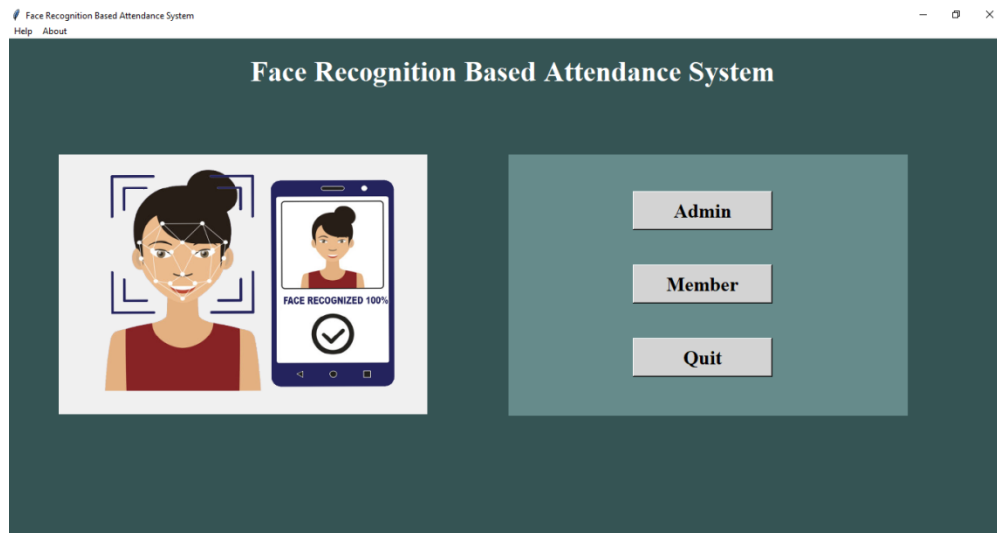 Face Recognition Based Attendance System
Help About
Face Recognition Based Attendance System
FACE RECOGNIZED 100%
Admin
Member
Quit